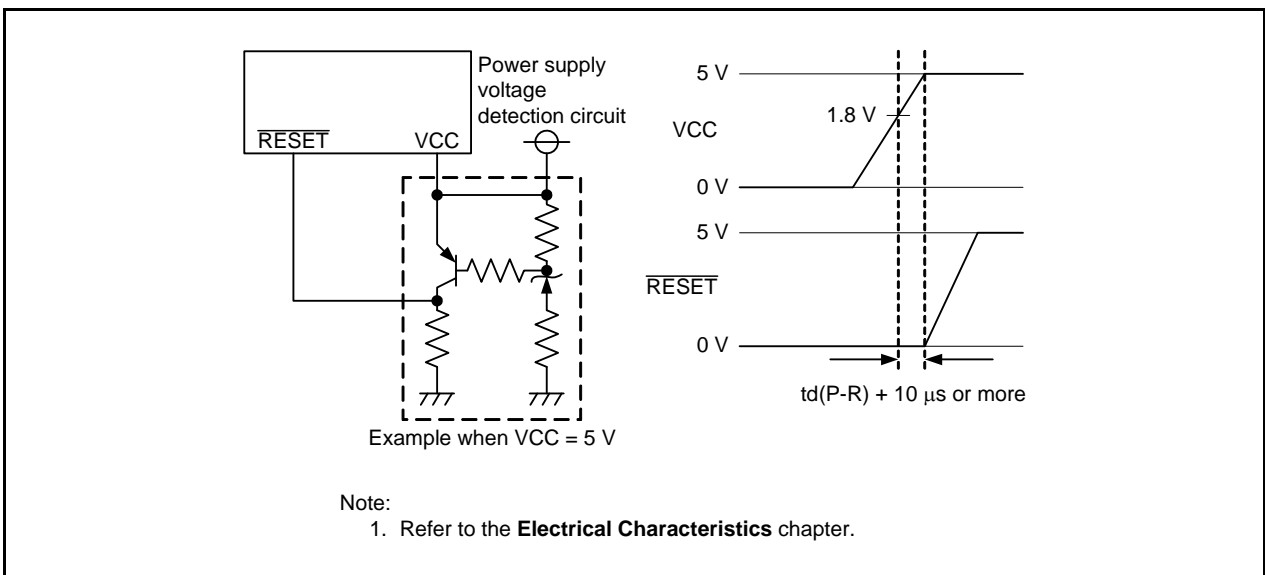 Power supply
voltage
detection circuit
RESET
VCC
Example when VCC = 5 V
5 V
1.8 V
VCC
0 V
5 V
RESET
0 V
td(P-R) + 10 μs or more
Note:
1. Refer to the Electrical Characteristics chapter.